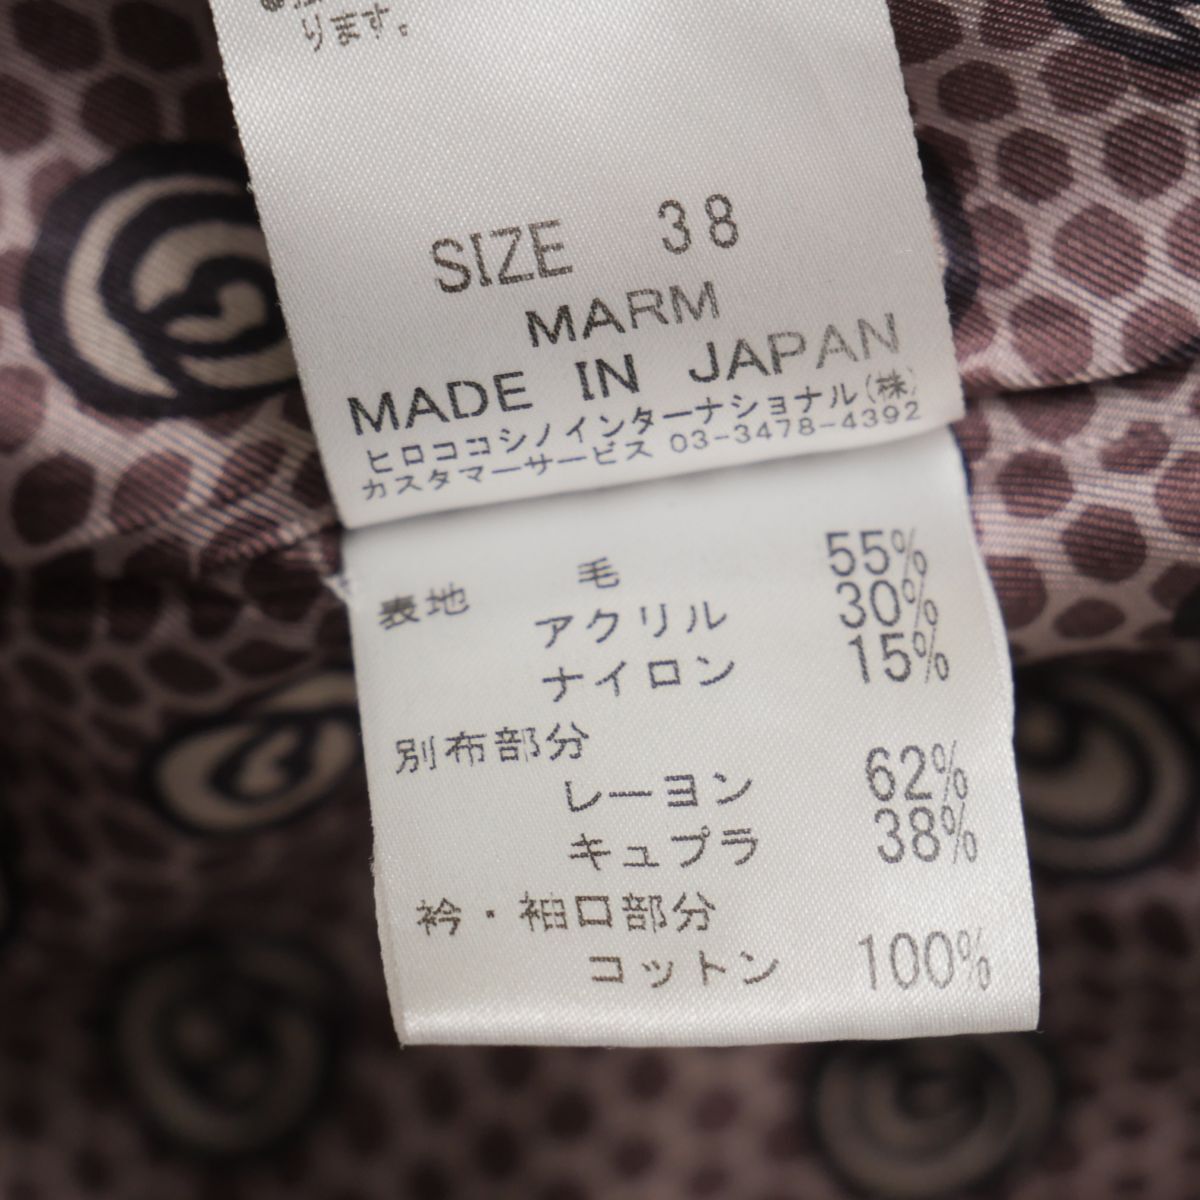 ります。
SIZE 38
MARM
MADE IN JAPAN
ヒロココシノインターナショナル(株)
カスタマーサービス 03-3478-4392
表地 毛 55%
アクリル 30%
ナイロン 15%
別布部分
レーヨン 62%
キュプラ 38%
衿・袖口部分
コットン 100%